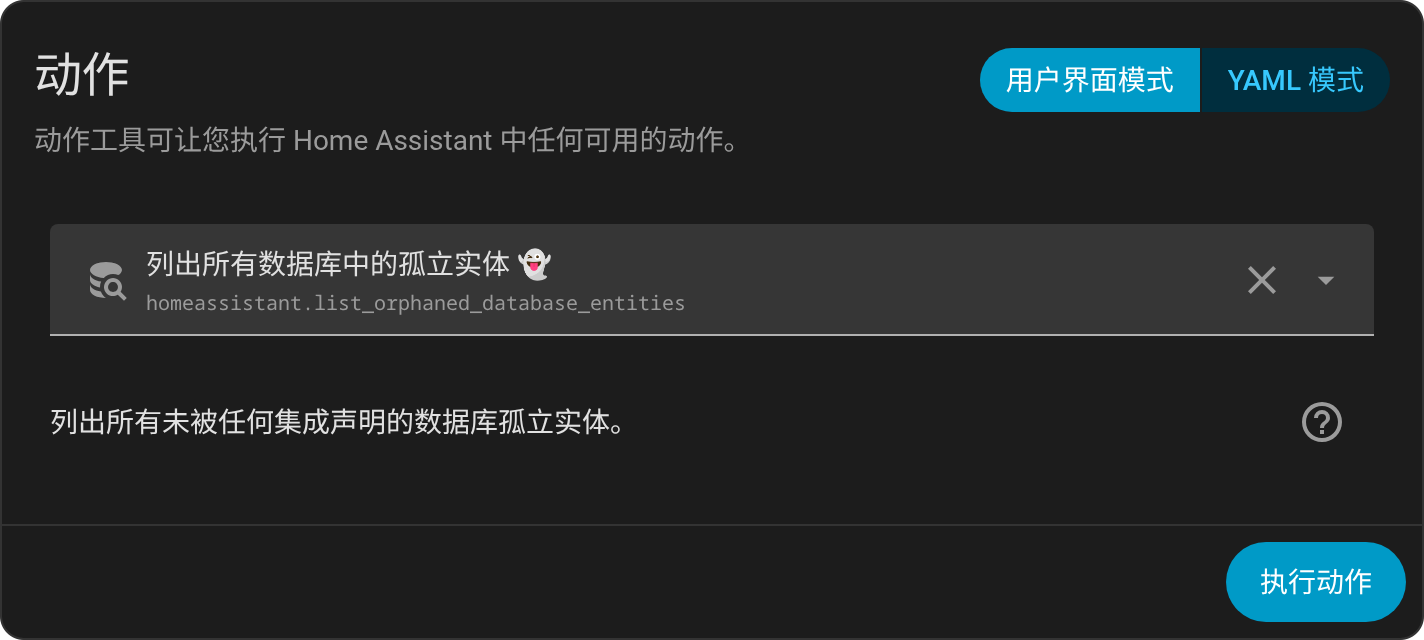 动作
用户界面模式
YAML 模式
动作工具可让您执行 Home Assistant 中任何可用的动作。
列出所有数据库中的孤立实体 👻
homeassistant.list_orphaned_database_entities
列出所有未被任何集成声明的数据库孤立实体。
执行动作